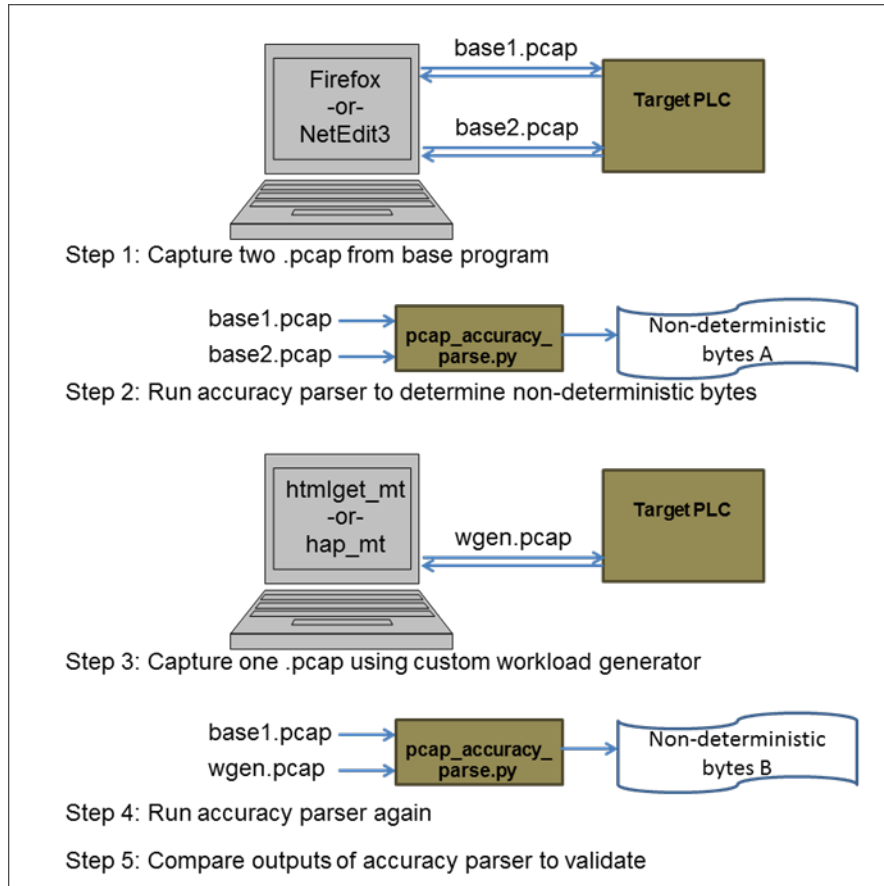 Firefox
-or-
NetEdit3
base1.pcap
base2.pcap
Target PLC
Step 1: Capture two .pcap from base program
base1.pcap
base2.pcap
pcap_accuracy_
parse.py
Non-deterministic
bytes A
Step 2: Run accuracy parser to determine non-deterministic bytes
htmlget_mt
-or-
hap_mt
wgen.pcap
Target PLC
Step 3: Capture one .pcap using custom workload generator
base1.pcap
wgen.pcap
pcap_accuracy_
parse.py
Non-deterministic
bytes B
Step 4: Run accuracy parser again
Step 5: Compare outputs of accuracy parser to validate